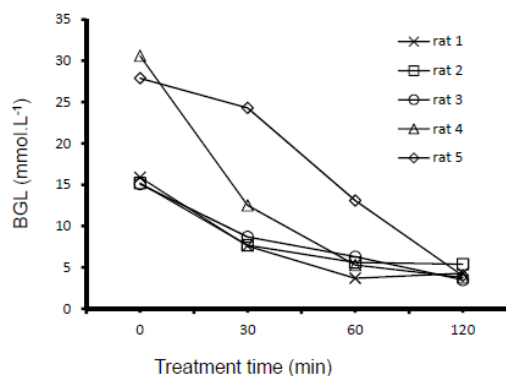 35
30
25
20
15
10
5
0
BGL (mmol.L⁻¹)
0 30 60 120
Treatment time (min)
rat 1
rat 2
rat 3
rat 4
rat 5